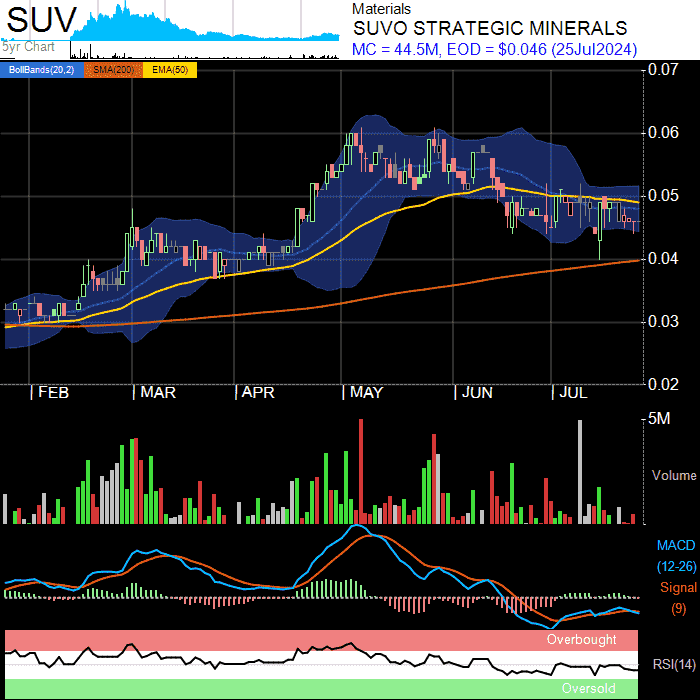 SUV
5yr Chart
Materials
SUVO STRATEGIC MINERALS
MC = 44.5M, EOD = $0.046 (25Jul2024)
BollBands(20,2) SMA(200) EMA(50)
0.07
0.06
0.05
0.04
0.03
0.02
| FEB | MAR | APR | MAY | JUN | JUL
5M
Volume
MACD
(12-26)
Signal
(9)
Overbought
RSI(14)
Oversold